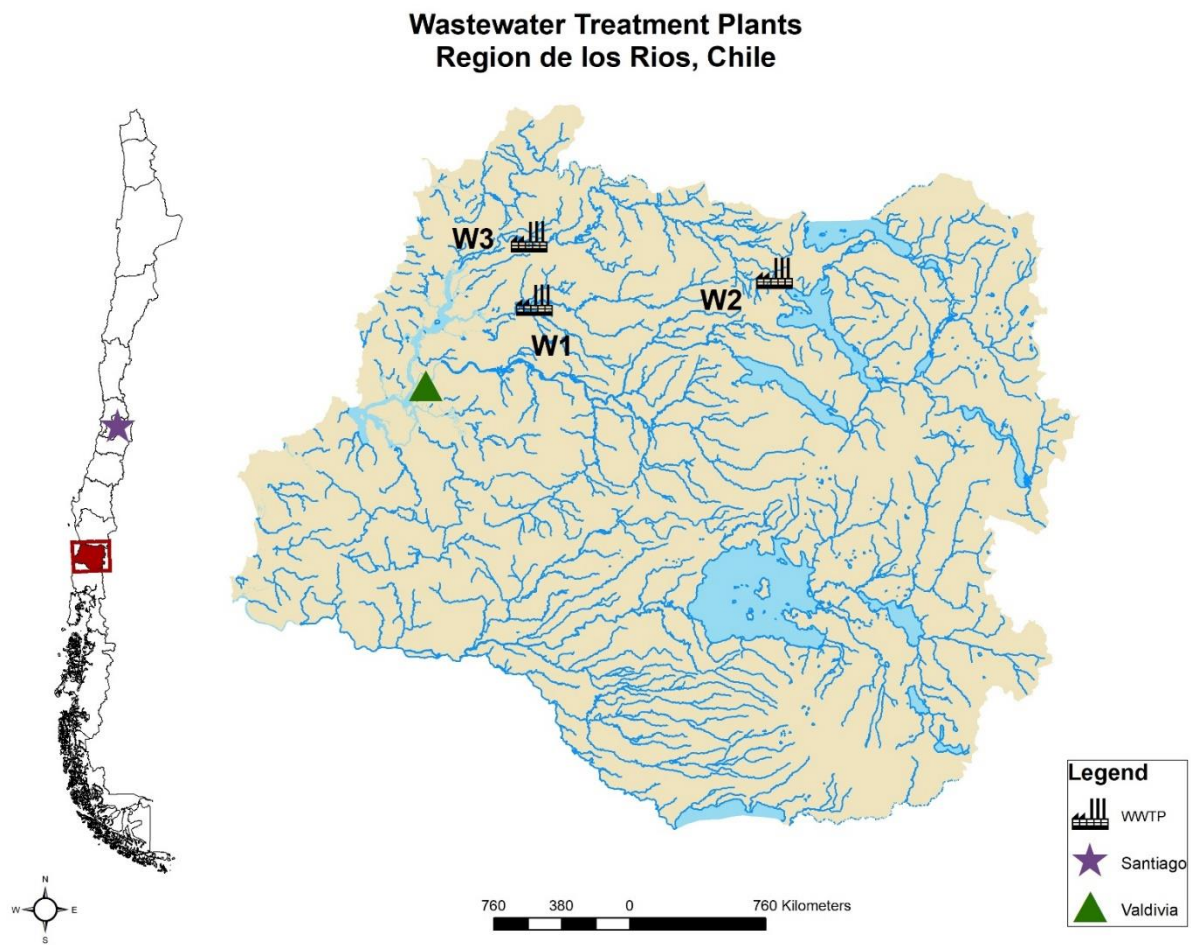 Wastewater Treatment Plants
Region de los Rios, Chile
W3
W2
W1
Legend
WWTP
Santiago
Valdivia
N
W E
S
760 380 0 760 Kilometers